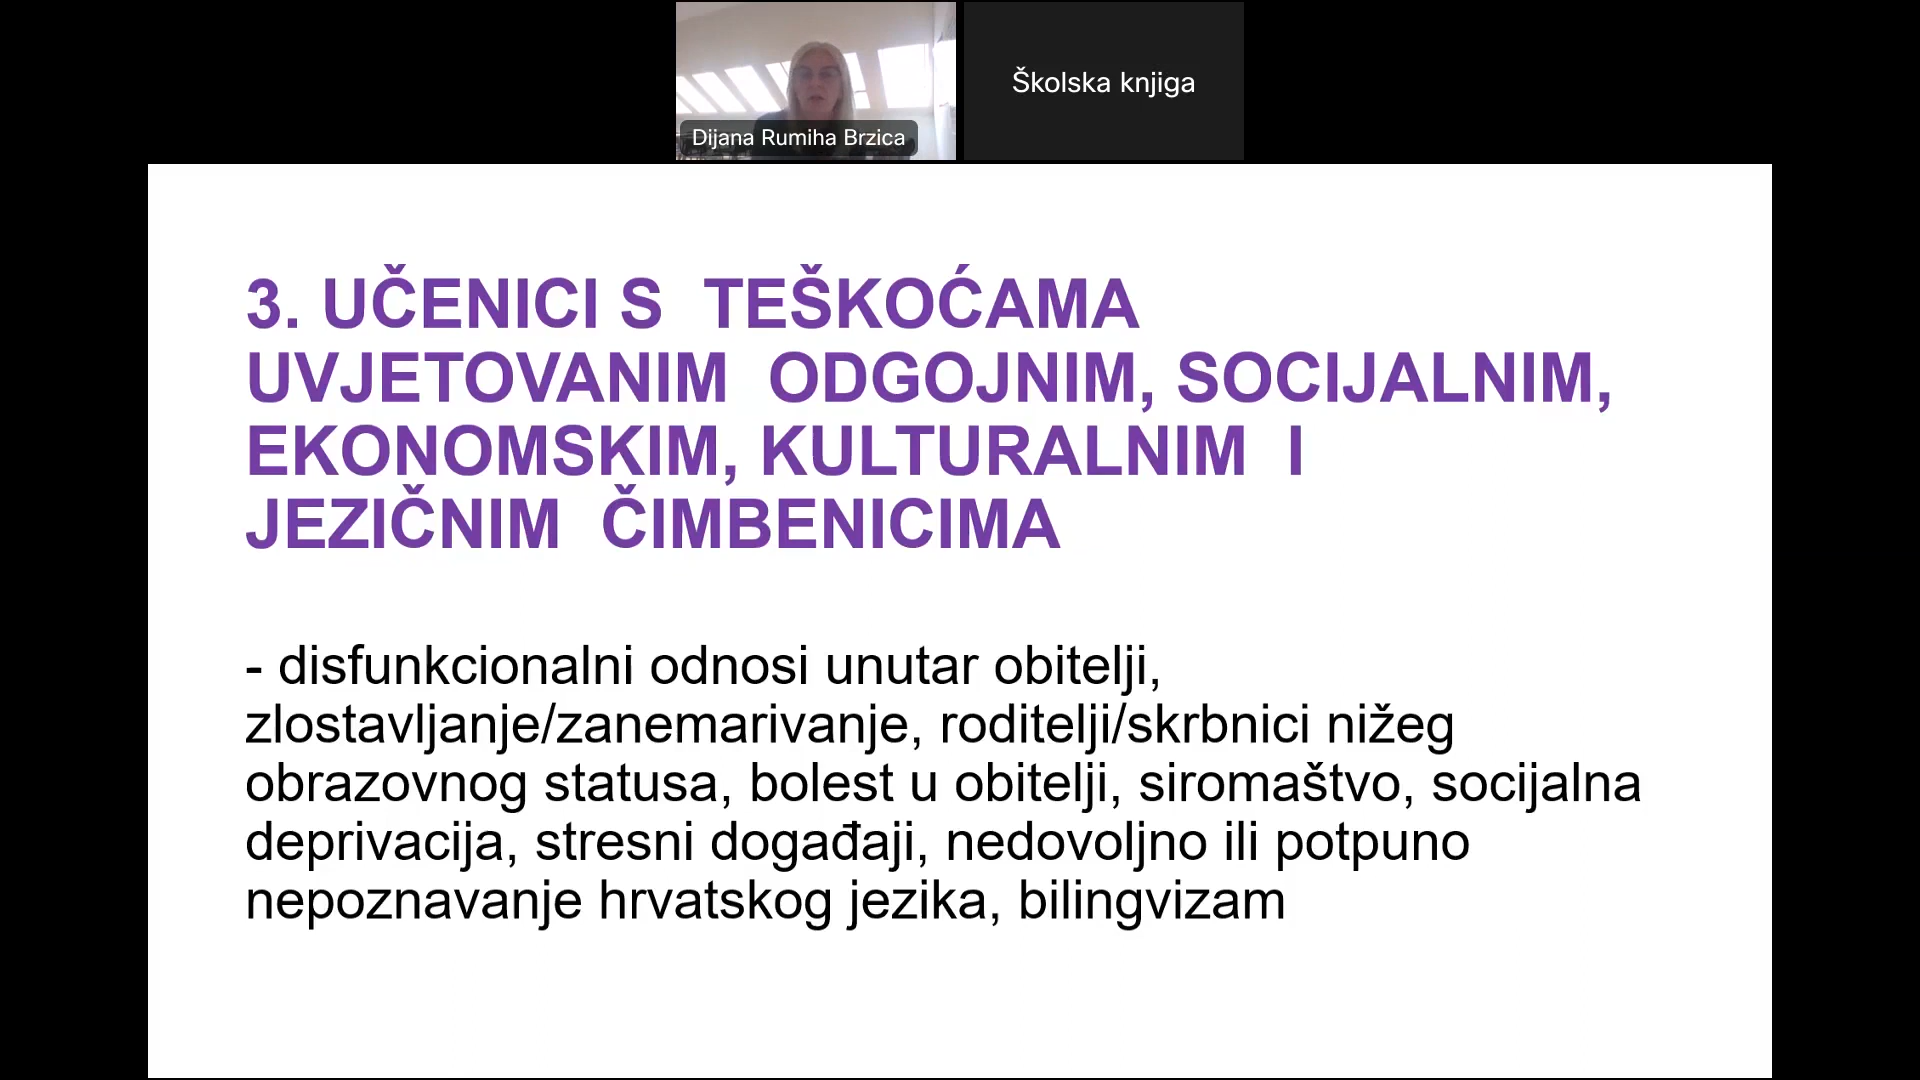 Dijana Rumiha Brzica
Školska knjiga
3. UČENICI S TEŠKOĆAMA
UVJETOVANIM ODGOJNIM, SOCIJALNIM,
EKONOMSKIM, KULTURALNIM I
JEZIČNIM ČIMBENICIMA
- disfunkcionalni odnosi unutar obitelji,
zlostavljanje/zanemarivanje, roditelji/skrbnici nižeg
obrazovnog statusa, bolest u obitelji, siromaštvo, socijalna
deprivacija, stresni događaji, nedovoljno ili potpuno
nepoznavanje hrvatskog jezika, bilingvizam